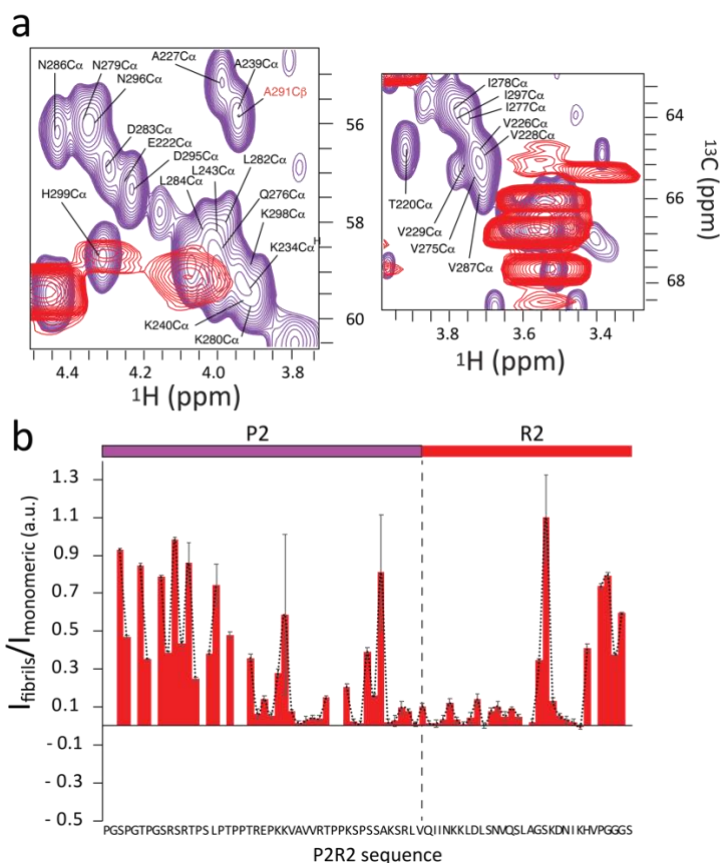 a
N286Cα
N279Cα
N296Cα
A227Cα
A239Cα
A291Cβ
D283Cα
E222Cα
D295Cα
L243Cα
L282Cα
L284Cα
H299Cα
Q276Cα
K298Cα
K234Cα
H
K240Cα
K280Cα
56
58
60
4.4
4.2
4.0
3.8
¹H (ppm)
I278Cα
I297Cα
I277Cα
V226Cα
V228Cα
T220Cα
V229Cα
V275Cα
V287Cα
64
66
68
¹³C (ppm)
3.8
3.6
3.4
¹H (ppm)
b
P2
R2
I fibrils/I monomeric (a.u.)
1.3
1.1
0.9
0.7
0.5
0.3
0.1
- 0.1
- 0.3
- 0.5
PGSPGTPGSRSRTPS LPTPPTREPKKVAVVRTPPKSPSSAKSRLVQIINKKLDLSNVQSLAGSKDNIKHVPGGGS
P2R2 sequence